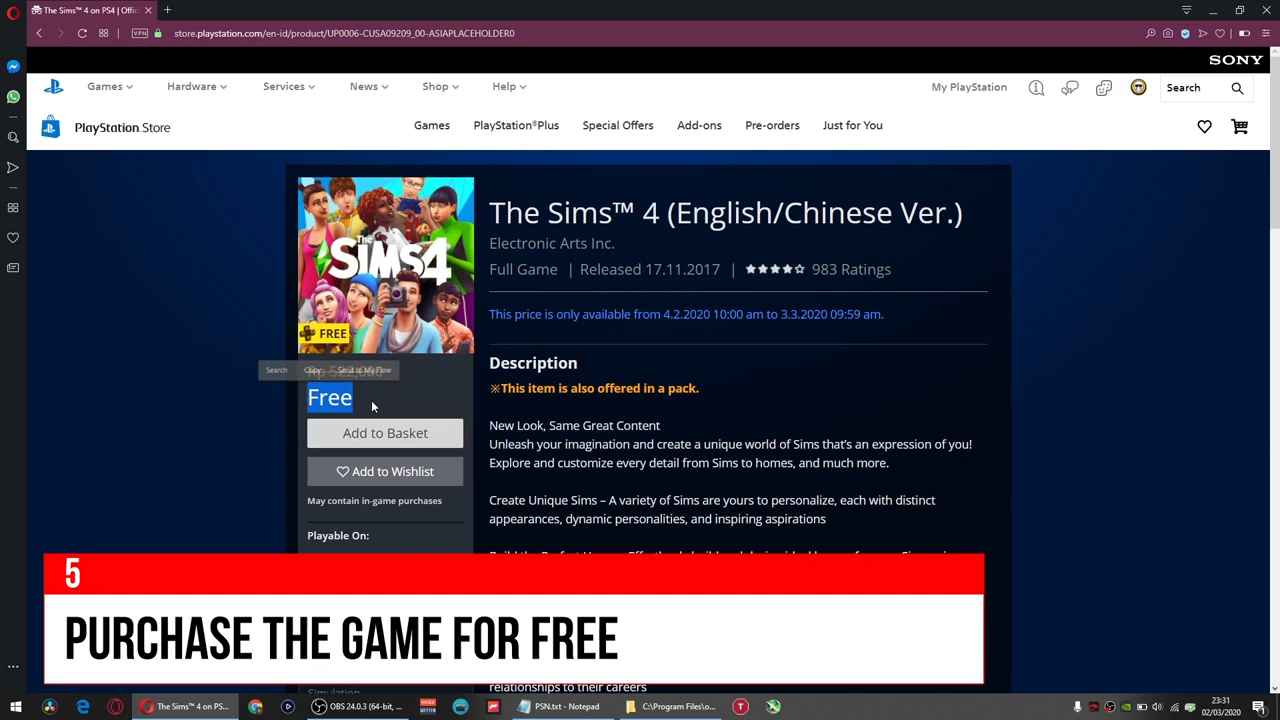 The Sims™ 4 on PS4 | Offic
VPN
store.playstation.com/en-id/product/UP0006-CUSA09209_00-ASIAPLACEHOLDER0
SONY
Games
Hardware
Services
News
Shop
Help
My PlayStation
Search
PlayStation Store
Games
PlayStation®Plus
Special Offers
Add-ons
Pre-orders
Just for You
The SIMS 4
FREE
The Sims™ 4 (English/Chinese Ver.)
Electronic Arts Inc.
Full Game | Released 17.11.2017 | ★★★★☆ 983 Ratings
This price is only available from 4.2.2020 10:00 am to 3.3.2020 09:59 am.
Search
Copy
Send to My Flow
Free
Add to Basket
Add to Wishlist
May contain in-game purchases
Playable On:
Description
※This item is also offered in a pack.
New Look, Same Great Content
Unleash your imagination and create a unique world of Sims that's an expression of you!
Explore and customize every detail from Sims to homes, and much more.
Create Unique Sims – A variety of Sims are yours to personalize, each with distinct
appearances, dynamic personalities, and inspiring aspirations
5
PURCHASE THE GAME FOR FREE
Simulation
relationships to their careers
The Sims™ 4 on PS...
OBS 24.0.3 (64-bit, ...
PSN.txt - Notepad
C:\Program Files\o...
23:31
02/03/2020